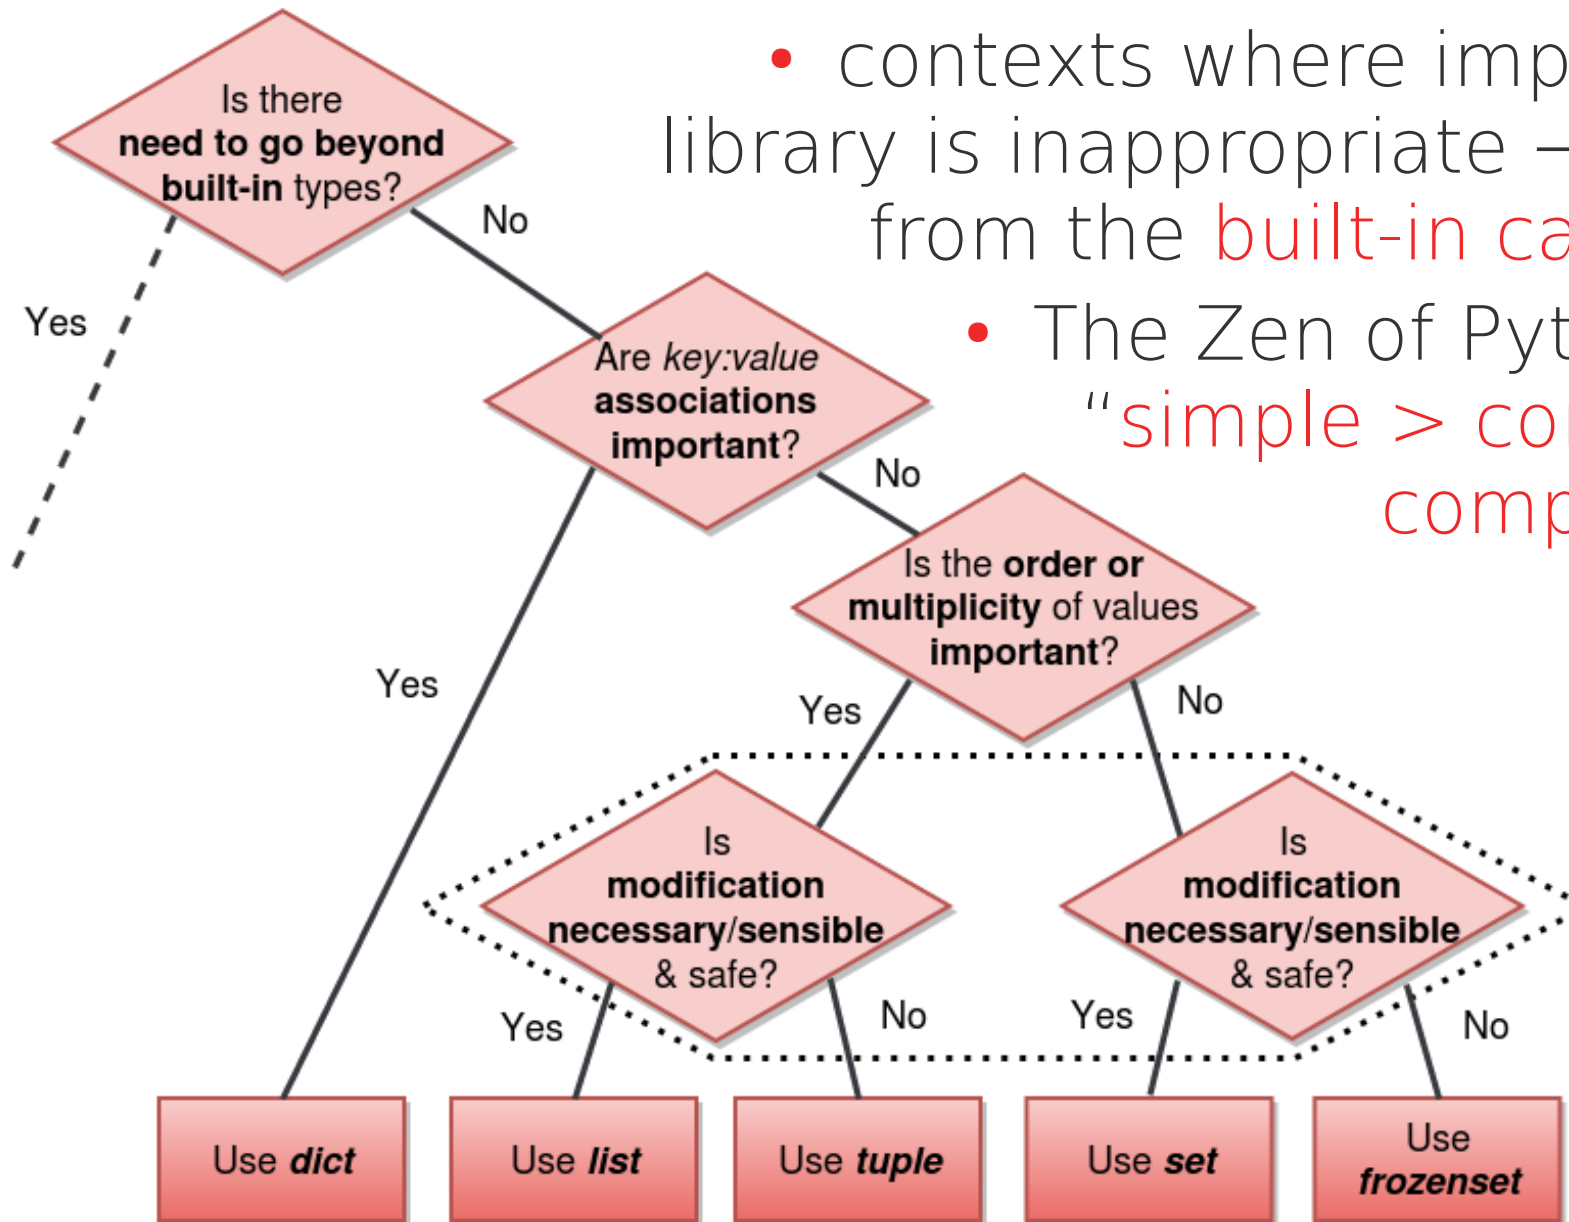 • contexts where imp
library is inappropriate –
from the built-in ca
• The Zen of Pyt
“simple > co
comp
Is there
need to go beyond
built-in types?
No
Yes
Are key:value
associations
important?
No
Yes
Is the order or
multiplicity of values
important?
Yes
No
Is
modification
necessary/sensible
& safe?
Is
modification
necessary/sensible
& safe?
Yes
No
Yes
No
Use dict
Use list
Use tuple
Use set
Use
frozenset